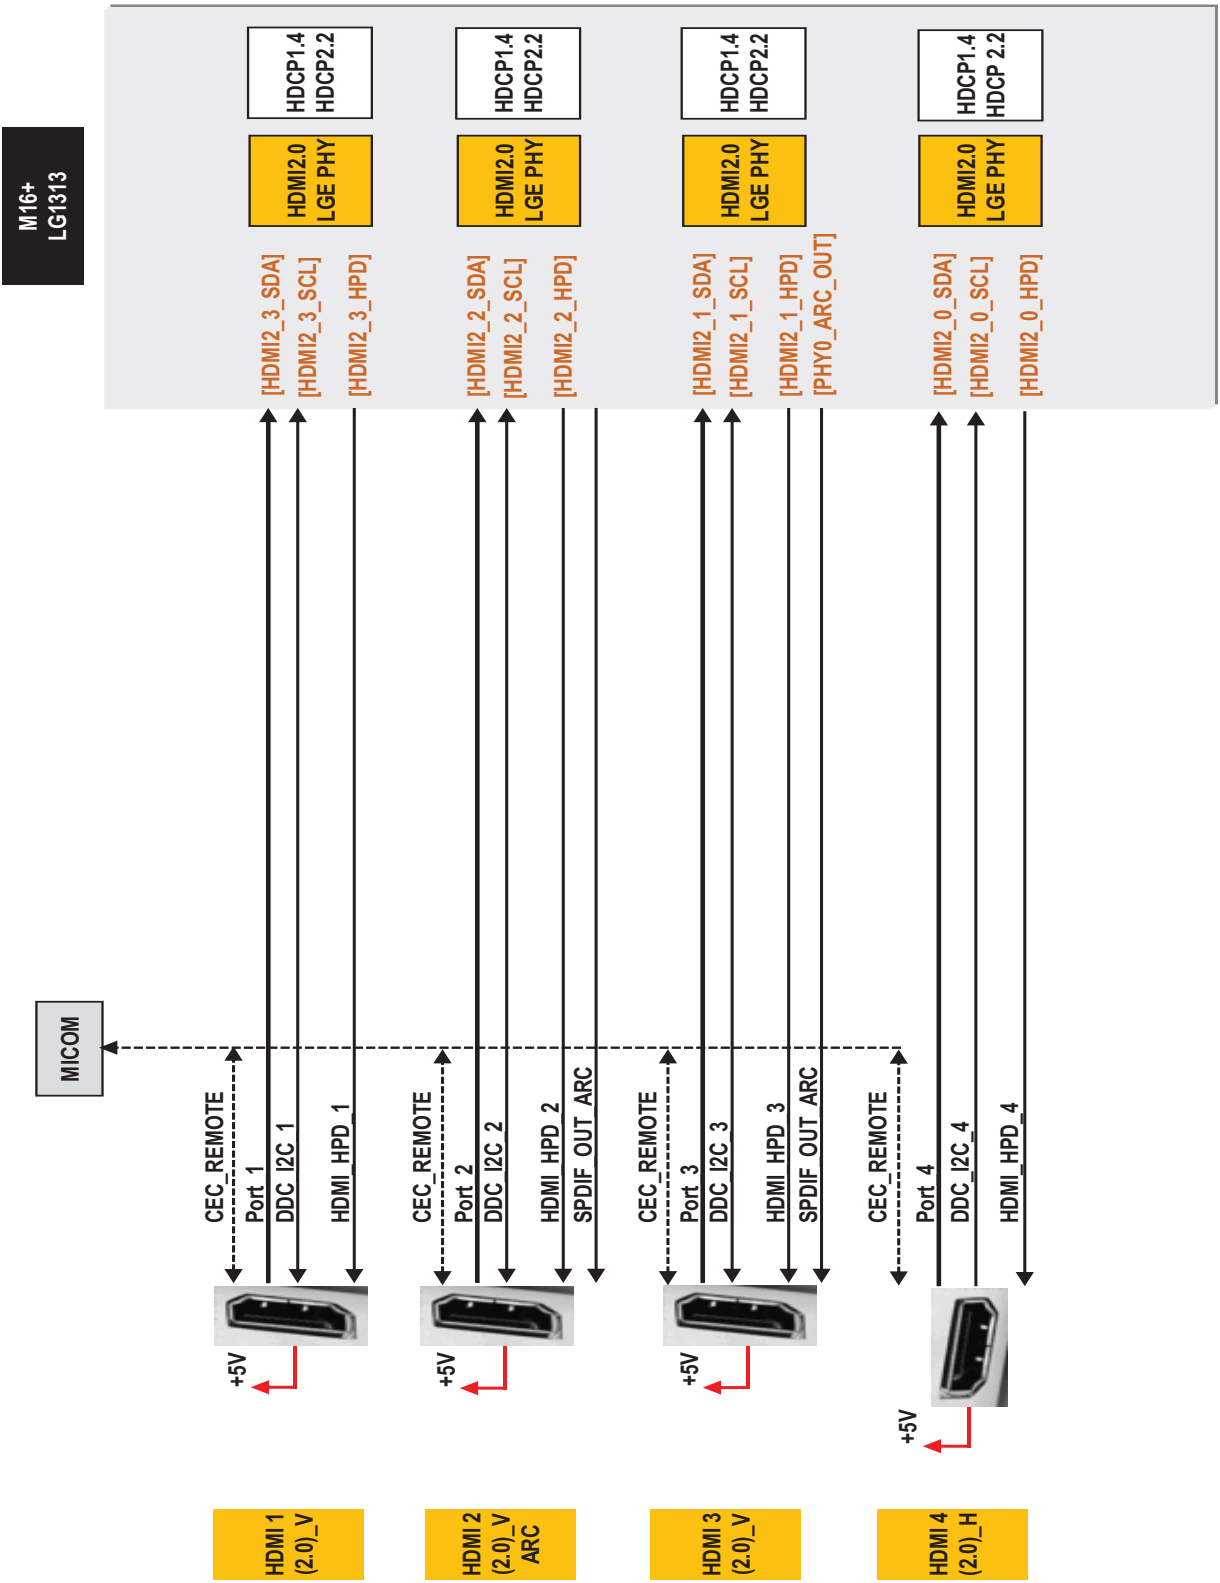 M16+
LG1313
MICOM
HDMI 1
(2.0)_V
+5V
CEC_REMOTE
Port_1
DDC_I2C_1
HDMI_HPD_1
[HDMI2_3_SDA]
[HDMI2_3_SCL]
[HDMI2_3_HPD]
HDMI2.0
LGE PHY
HDCP1.4
HDCP2.2
HDMI 2
(2.0)_V
ARC
+5V
CEC_REMOTE
Port_2
DDC_I2C_2
HDMI_HPD_2
SPDIF_OUT_ARC
[HDMI2_2_SDA]
[HDMI2_2_SCL]
[HDMI2_2_HPD]
HDMI2.0
LGE PHY
HDCP1.4
HDCP2.2
HDMI 3
(2.0)_V
+5V
CEC_REMOTE
Port_3
DDC_I2C_3
HDMI_HPD_3
SPDIF_OUT_ARC
[HDMI2_1_SDA]
[HDMI2_1_SCL]
[HDMI2_1_HPD]
[PHY0_ARC_OUT]
HDMI2.0
LGE PHY
HDCP1.4
HDCP2.2
HDMI 4
(2.0)_H
+5V
CEC_REMOTE
Port_4
DDC_I2C_4
HDMI_HPD_4
[HDMI2_0_SDA]
[HDMI2_0_SCL]
[HDMI2_0_HPD]
HDMI2.0
LGE PHY
HDCP1.4
HDCP 2.2